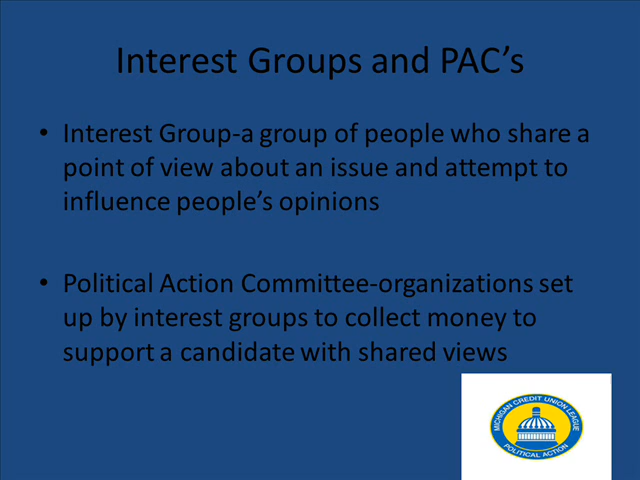 Interest Groups and PAC’s
• Interest Group-a group of people who share a
point of view about an issue and attempt to
influence people’s opinions
• Political Action Committee-organizations set
up by interest groups to collect money to
support a candidate with shared views
MICHIGAN CREDIT UNION LEAGUE
POLITICAL ACTION